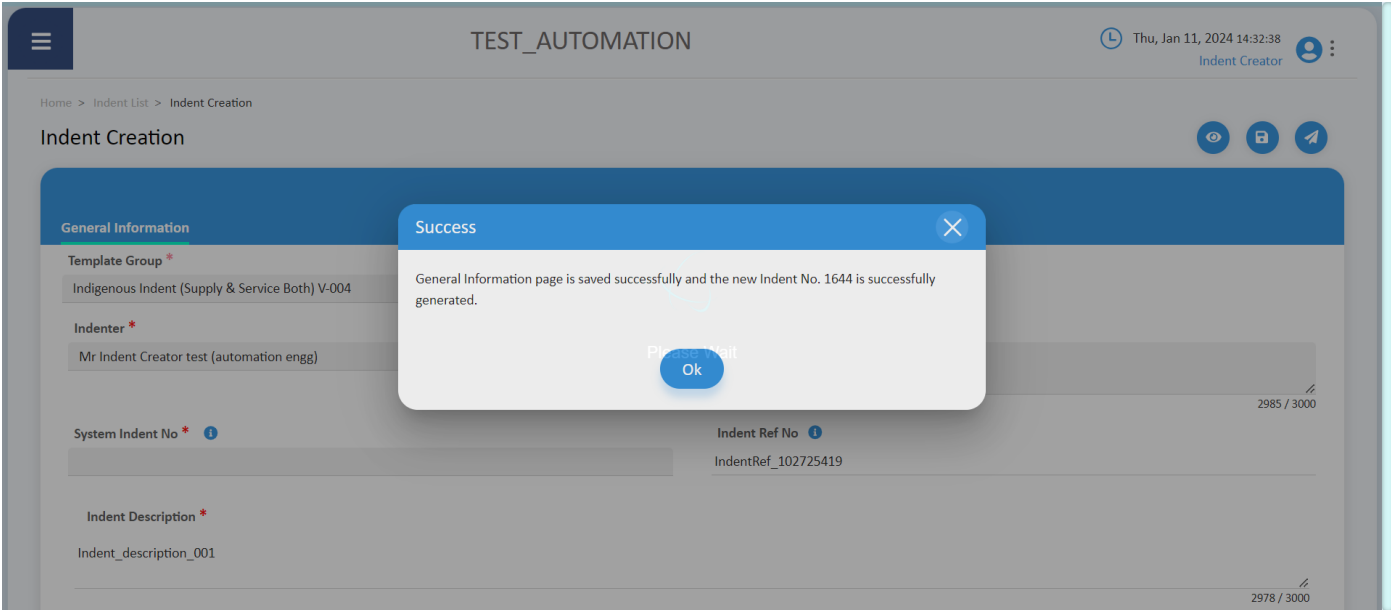 TEST_AUTOMATION
Thu, Jan 11, 2024 14:32:38
Indent Creator
Home > Indent List > Indent Creation
Indent Creation
General Information
Success
Template Group *
General Information page is saved successfully and the new Indent No. 1644 is successfully
generated.
Indigenous Indent (Supply & Service Both) V-004
Indenter *
Mr Indent Creator test (automation engg)
Please Wait
Ok
2985 / 3000
System Indent No *
Indent Ref No
IndentRef_102725419
Indent Description *
Indent_description_001
2978 / 3000